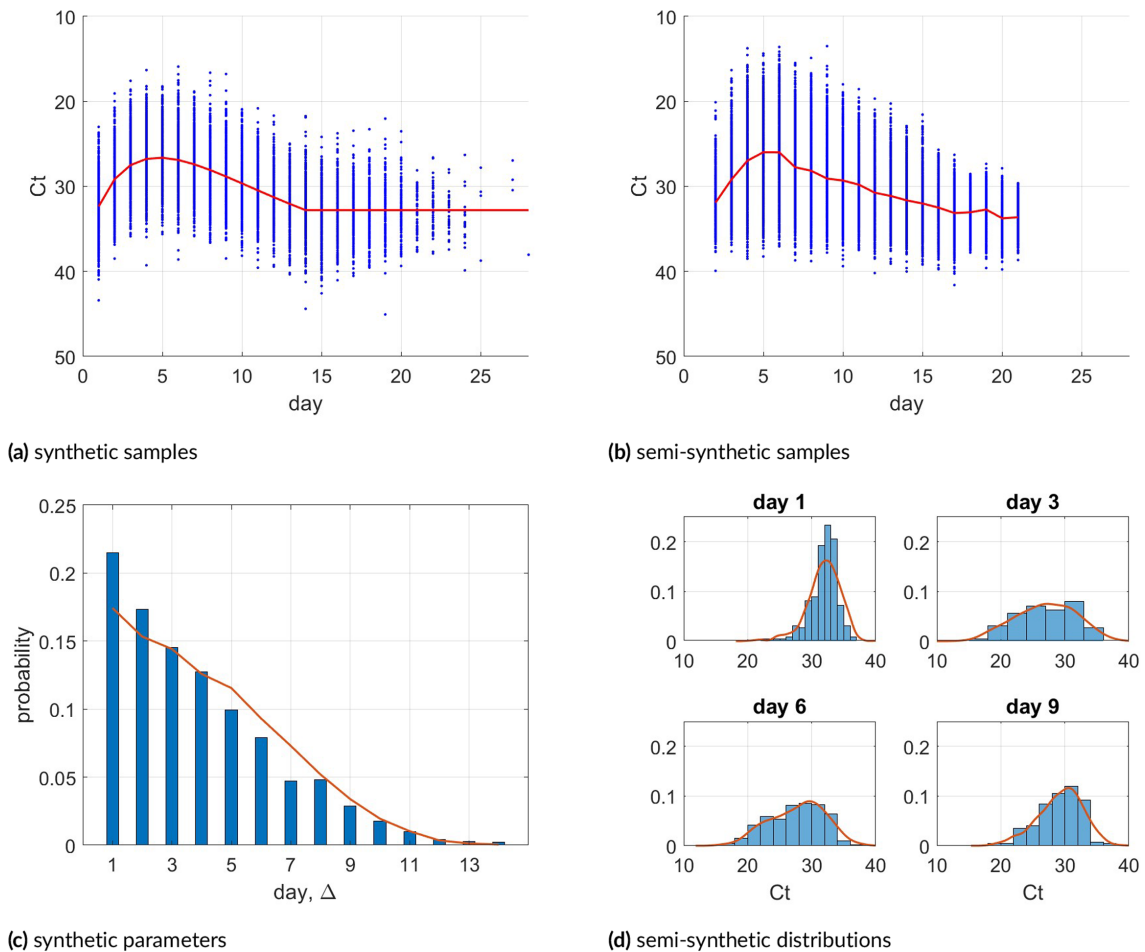 10
20
30
40
50
Ct
0 5 10 15 20 25
day
(a) synthetic samples
10
20
30
40
50
Ct
0 5 10 15 20 25
day
(b) semi-synthetic samples
0.25
0.2
0.15
0.1
0.05
0
probability
1 3 5 7 9 11 13
day, Δ
(c) synthetic parameters
day 1
0.2
0.1
0
10 20 30 40
day 3
0.2
0.1
0
10 20 30 40
day 6
0.2
0.1
0
10 20 30 40
Ct
day 9
0.2
0.1
0
10 20 30 40
Ct
(d) semi-synthetic distributions